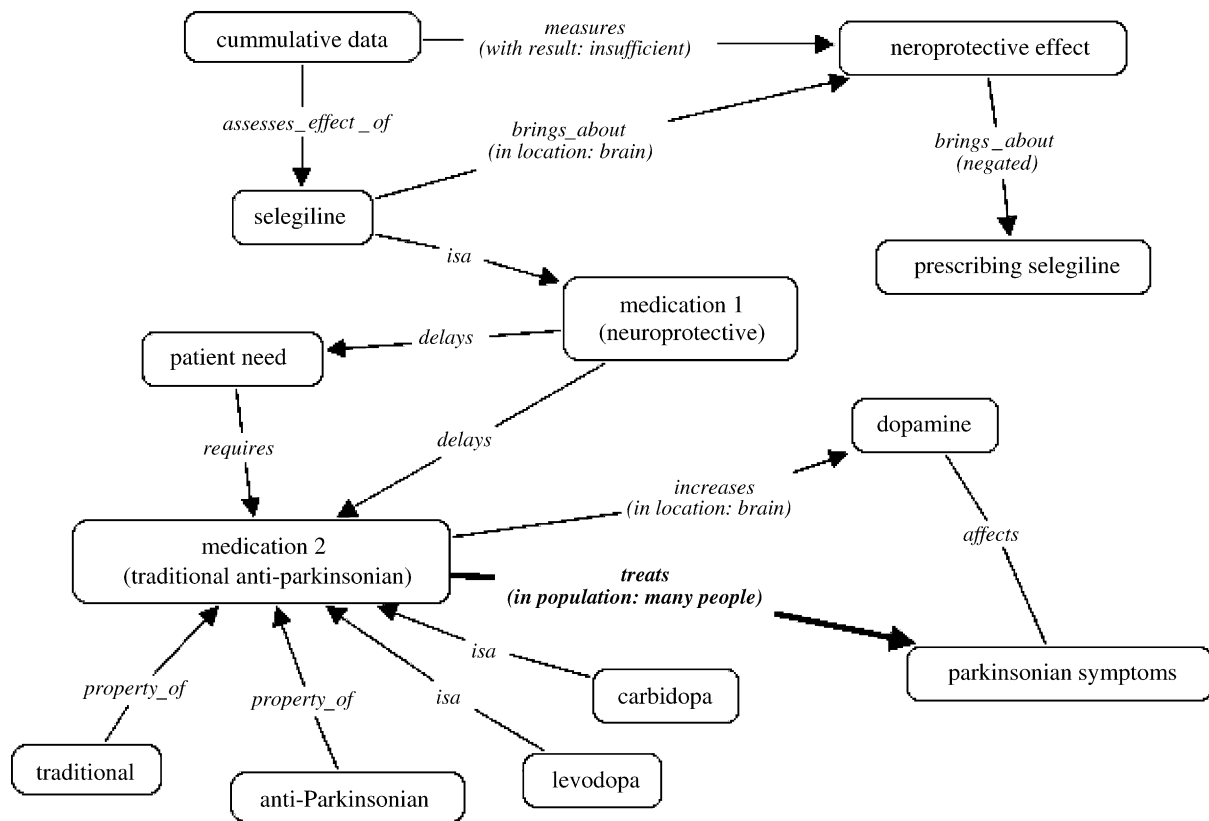 cummulative data
measures
(with result: insufficient)
neroprotective effect
assesses_effect_of
brings_about
(in location: brain)
brings_about
(negated)
selegiline
isa
prescribing selegiline
medication 1
(neuroprotective)
delays
patient need
dopamine
requires
delays
increases
(in location: brain)
affects
medication 2
(traditional anti-parkinsonian)
treats
(in population: many people)
isa
parkinsonian symptoms
property_of
property_of
isa
carbidopa
traditional
anti-Parkinsonian
levodopa